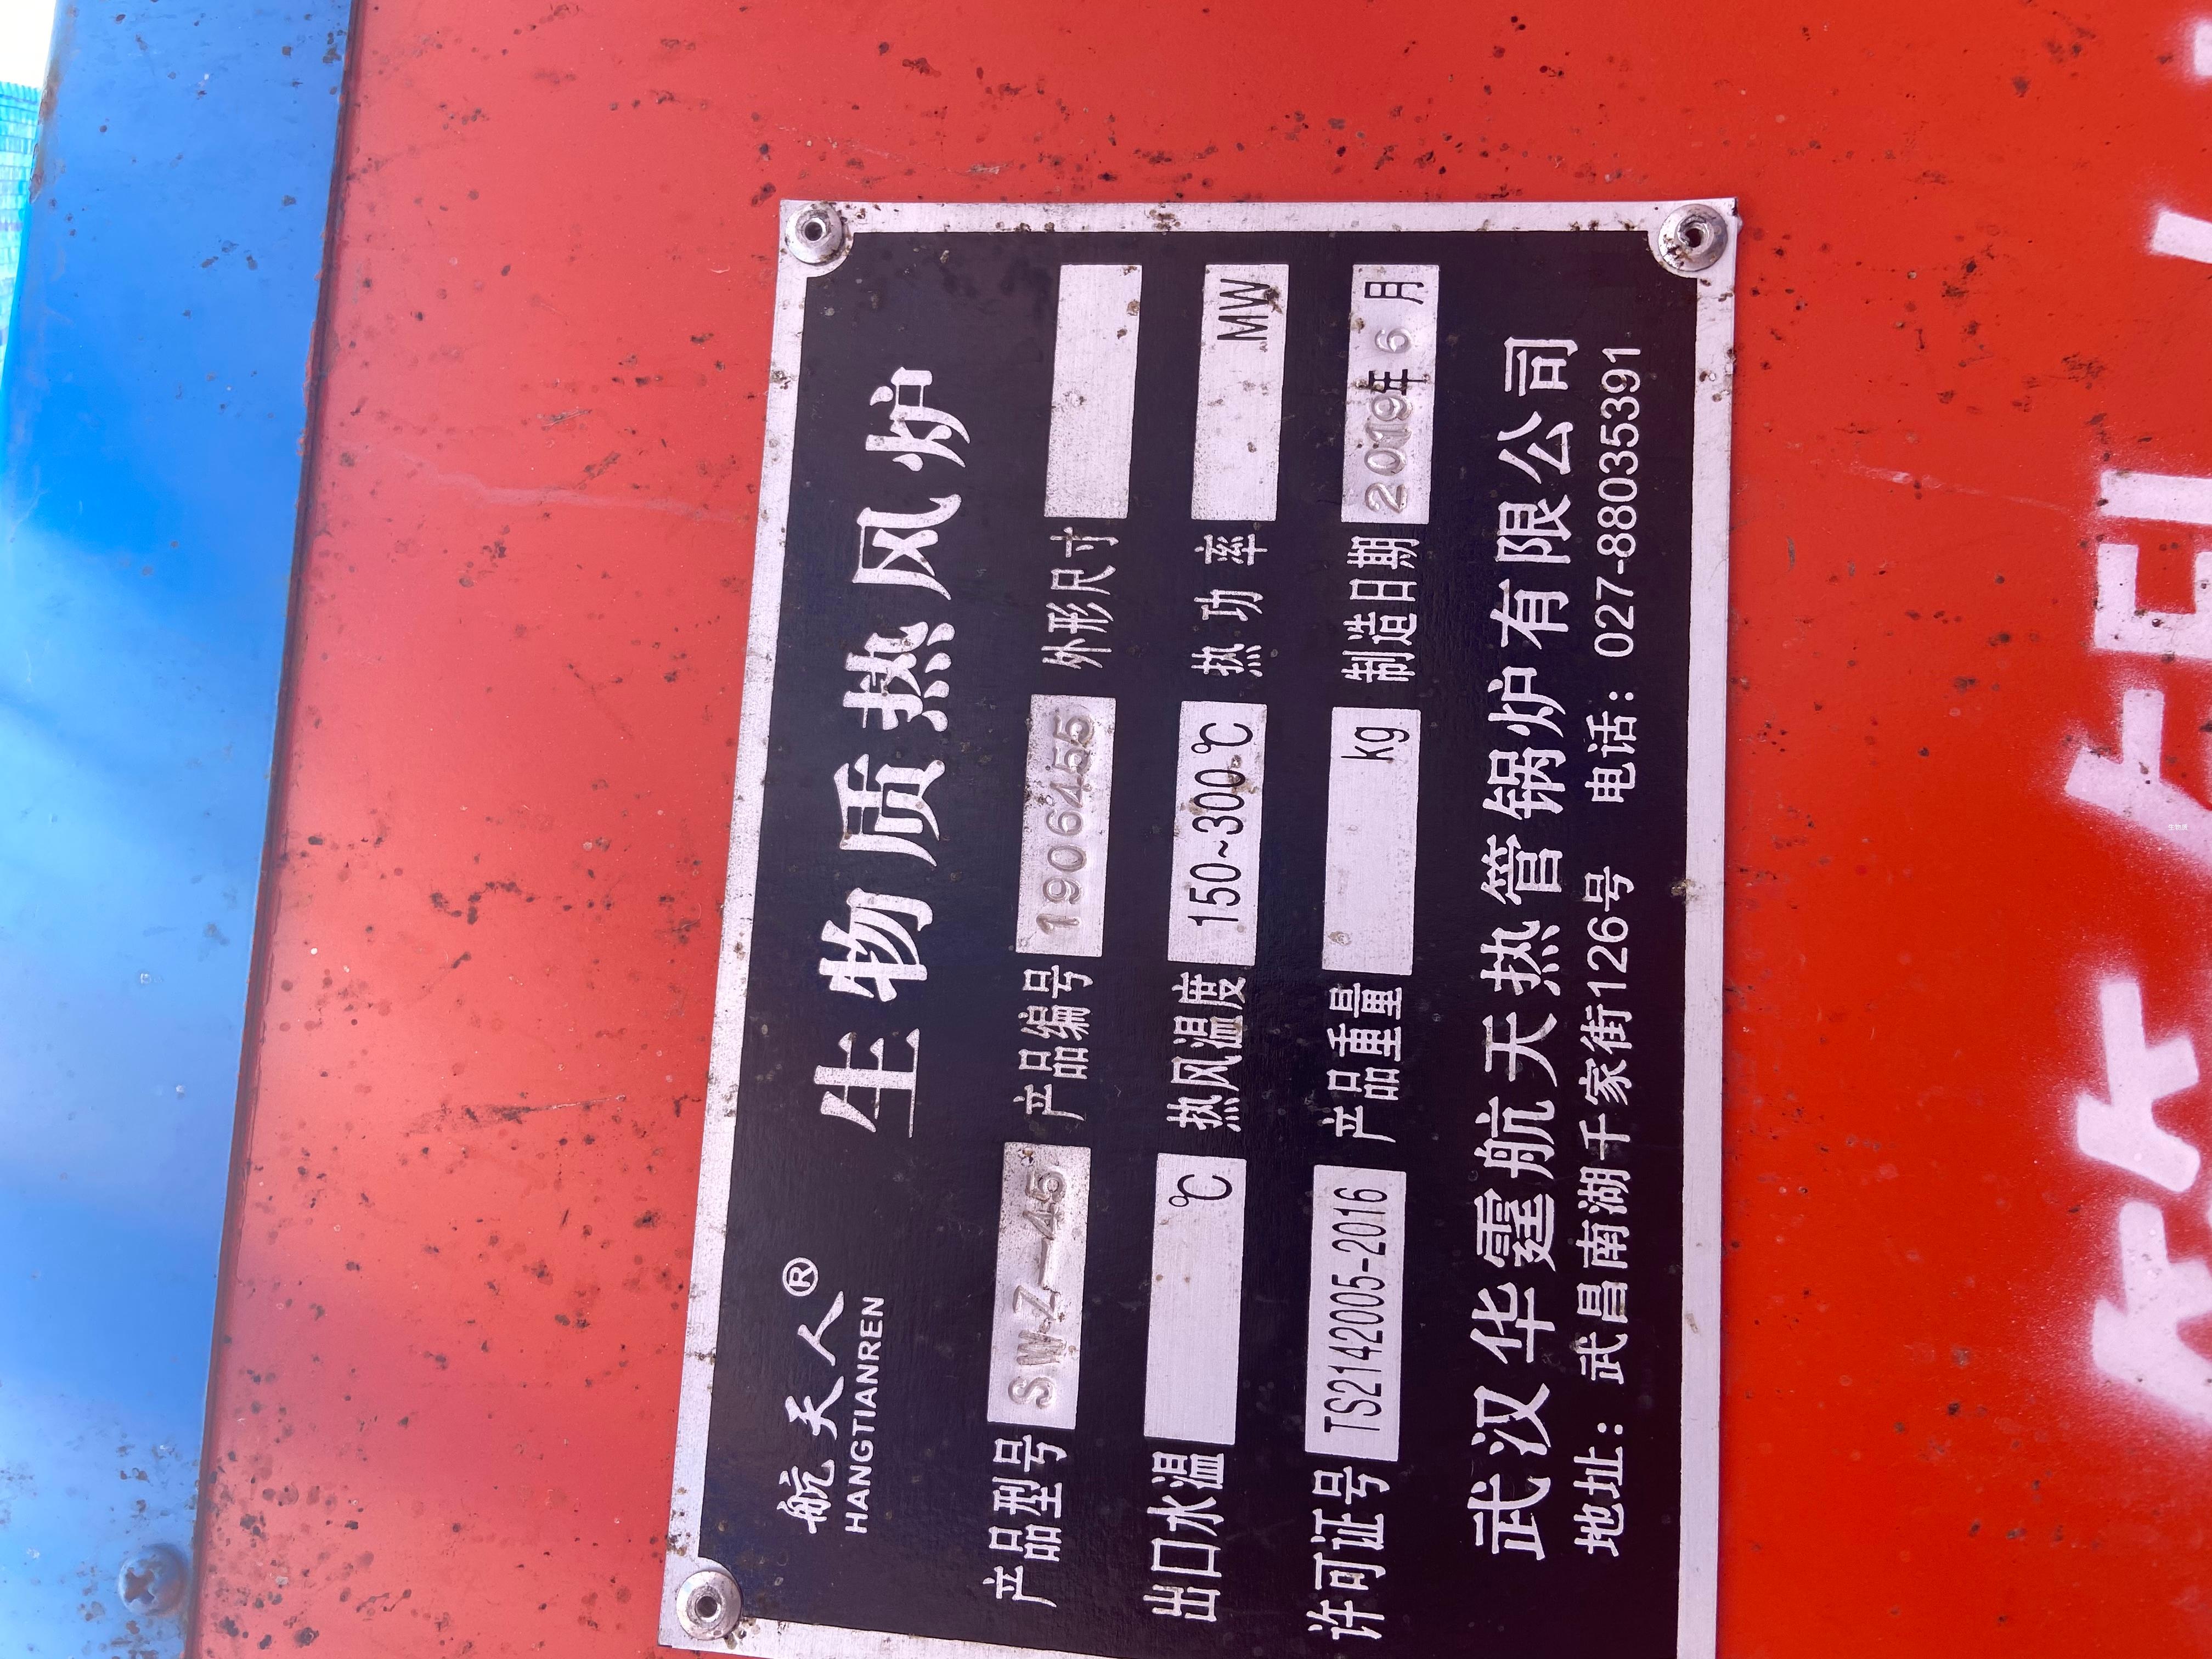 航天人®
HANGTIANREN
生物质热风炉
产品型号 SWZ-45 产品编号 1906455 外形尺寸
出口水温 ℃ 热风温度 150~300℃ 热功率 MW
许可证号 TS2142005-2016 产品重量 kg 制造日期 2019年6月
武汉华霆航天热管锅炉有限公司
地址：武昌南湖千家街126号 电话：027-88035391